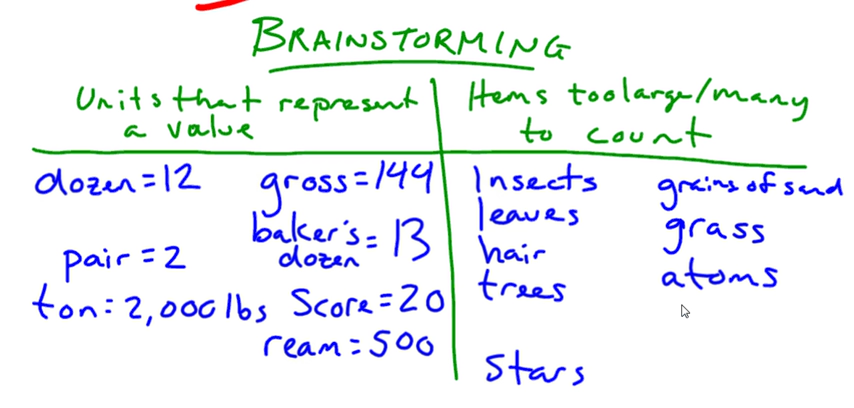 BRAINSTORMING
Units that represent
a value
dozen = 12
gross = 144
baker's
dozen = 13
pair = 2
ton = 2,000 lbs
Score = 20
ream = 500
Items too large/many
to count
Insects
leaves
hair
trees
stars
grains of sand
grass
atoms